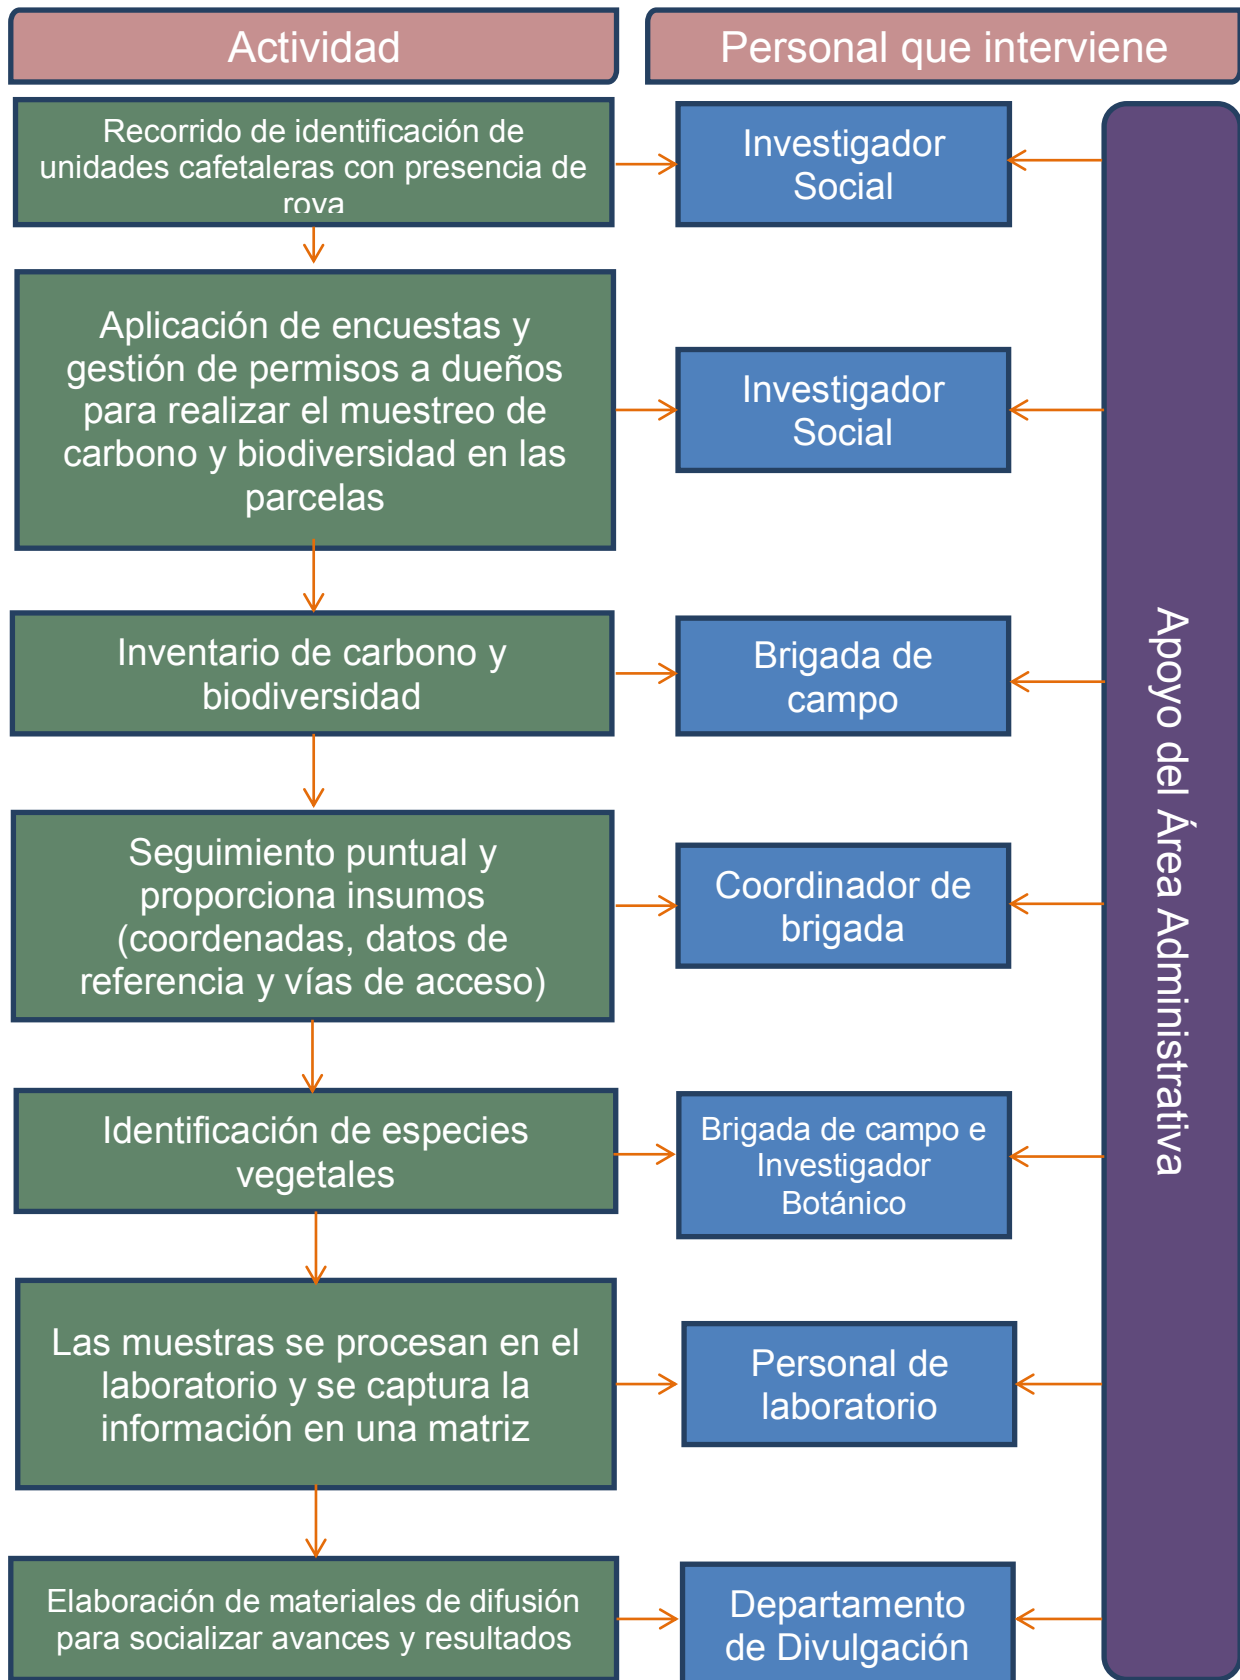 Actividad
Personal que interviene
Recorrido de identificación de
unidades cafetaleras con presencia de
roya
Investigador
Social
Aplicación de encuestas y
gestión de permisos a dueños
para realizar el muestreo de
carbono y biodiversidad en las
parcelas
Investigador
Social
Inventario de carbono y
biodiversidad
Brigada de
campo
Seguimiento puntual y
proporciona insumos
(coordenadas, datos de
referencia y vías de acceso)
Coordinador de
brigada
Identificación de especies
vegetales
Brigada de campo e
Investigador
Botánico
Las muestras se procesan en el
laboratorio y se captura la
información en una matriz
Personal de
laboratorio
Elaboración de materiales de difusión
para socializar avances y resultados
Departamento
de Divulgación
Apoyo del Área Administrativa